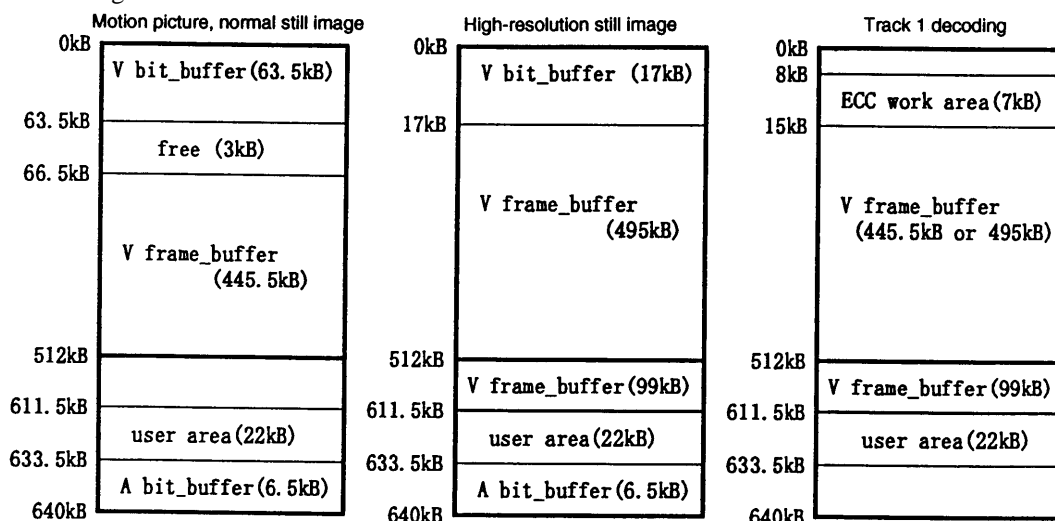 Motion picture, normal still image
0kB
V bit_buffer(63.5kB)
63.5kB
free (3kB)
66.5kB
V frame_buffer
(445.5kB)
512kB
611.5kB
user area(22kB)
633.5kB
A bit_buffer(6.5kB)
640kB
High-resolution still image
0kB
V bit_buffer (17kB)
17kB
V frame_buffer
(495kB)
512kB
V frame_buffer(99kB)
611.5kB
user area(22kB)
633.5kB
A bit_buffer(6.5kB)
640kB
Track 1 decoding
0kB
8kB
ECC work area(7kB)
15kB
V frame_buffer
(445.5kB or 495kB)
512kB
V frame_buffer(99kB)
611.5kB
user area(22kB)
633.5kB
640kB